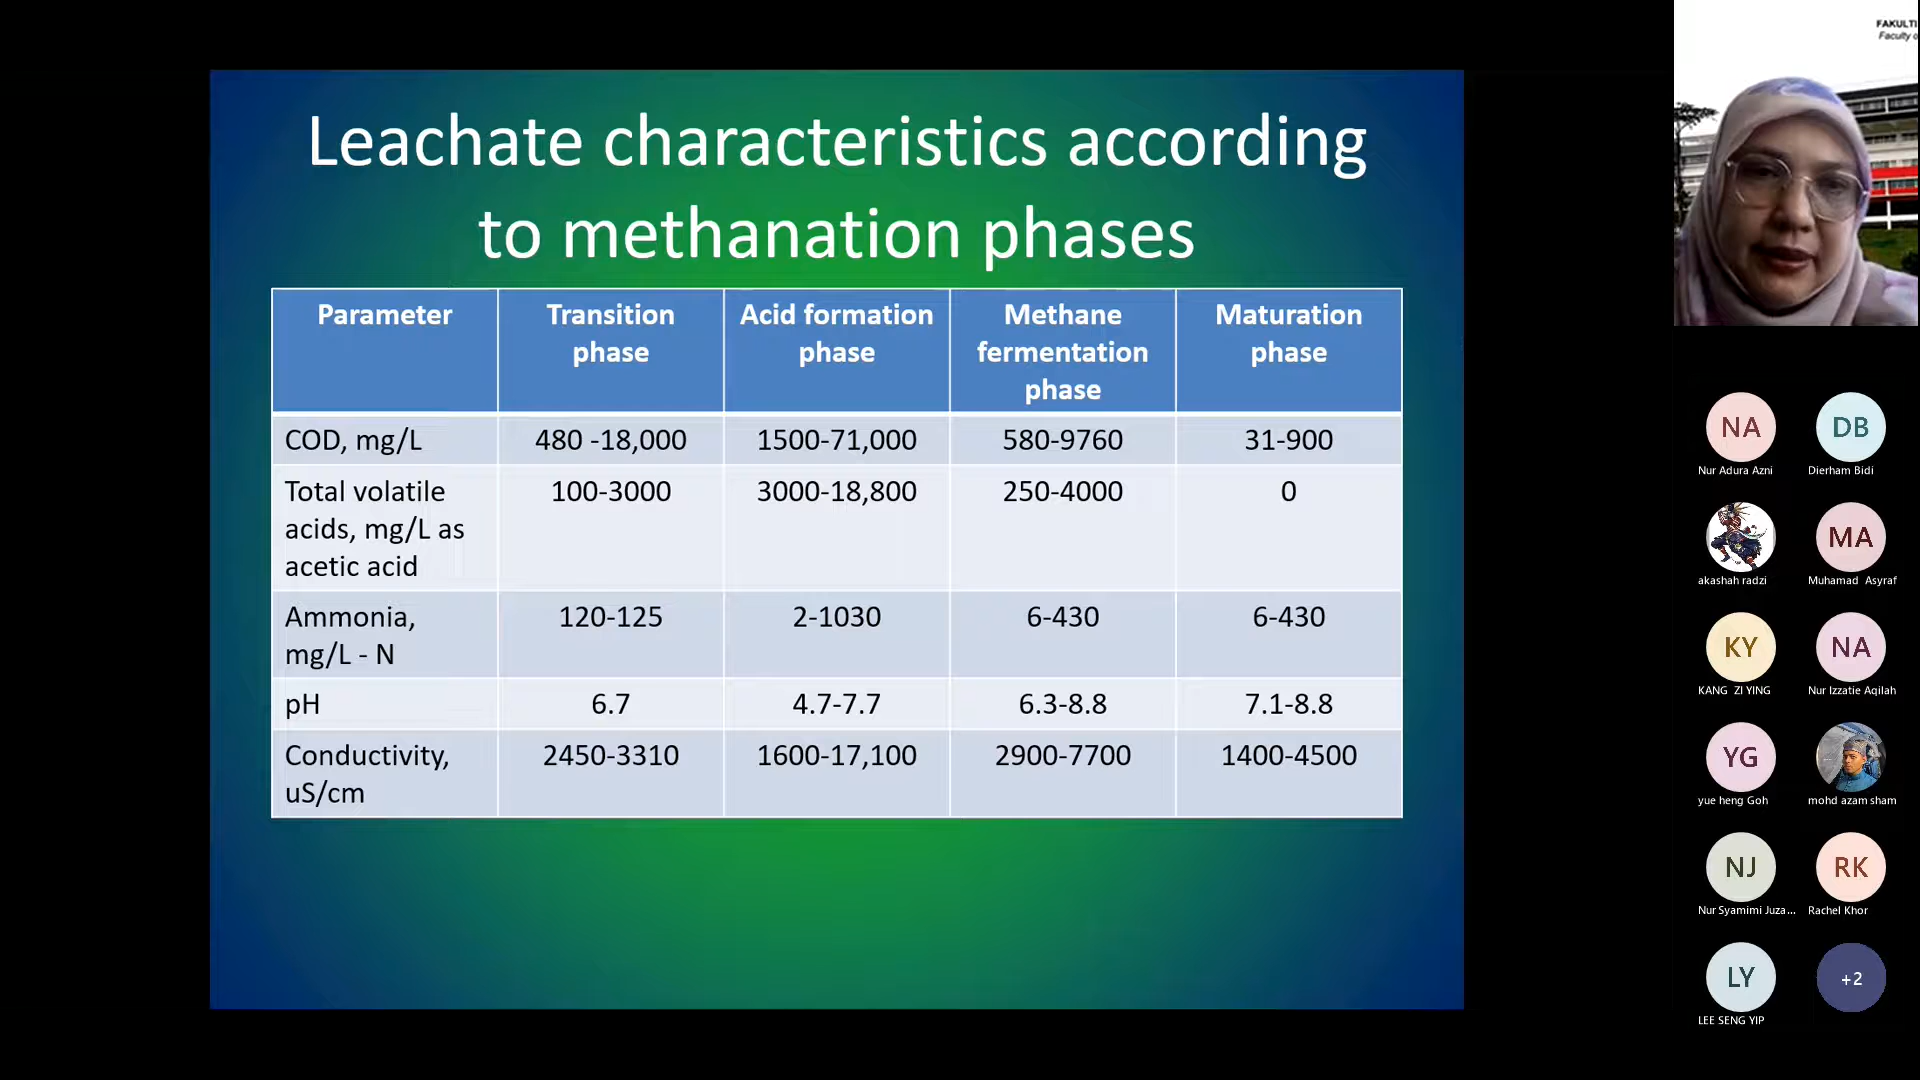 Leachate characteristics according
to methanation phases
Parameter
Transition
phase
Acid formation
phase
Methane
fermentation
phase
Maturation
phase
COD, mg/L
480 -18,000
1500-71,000
580-9760
31-900
Total volatile
acids, mg/L as
acetic acid
100-3000
3000-18,800
250-4000
0
Ammonia,
mg/L - N
120-125
2-1030
6-430
6-430
pH
6.7
4.7-7.7
6.3-8.8
7.1-8.8
Conductivity,
uS/cm
2450-3310
1600-17,100
2900-7700
1400-4500
FAKULTI
Faculty o
NA
Nur Adura Azni
DB
Dierham Bidi
akashah radzi
MA
Muhamad Asyraf
KY
KANG ZI YING
NA
Nur Izzatie Aqilah
YG
yue heng Goh
mohd azam sham
NJ
Nur Syamimi Juza...
RK
Rachel Khor
LY
LEE SENG YIP
+2